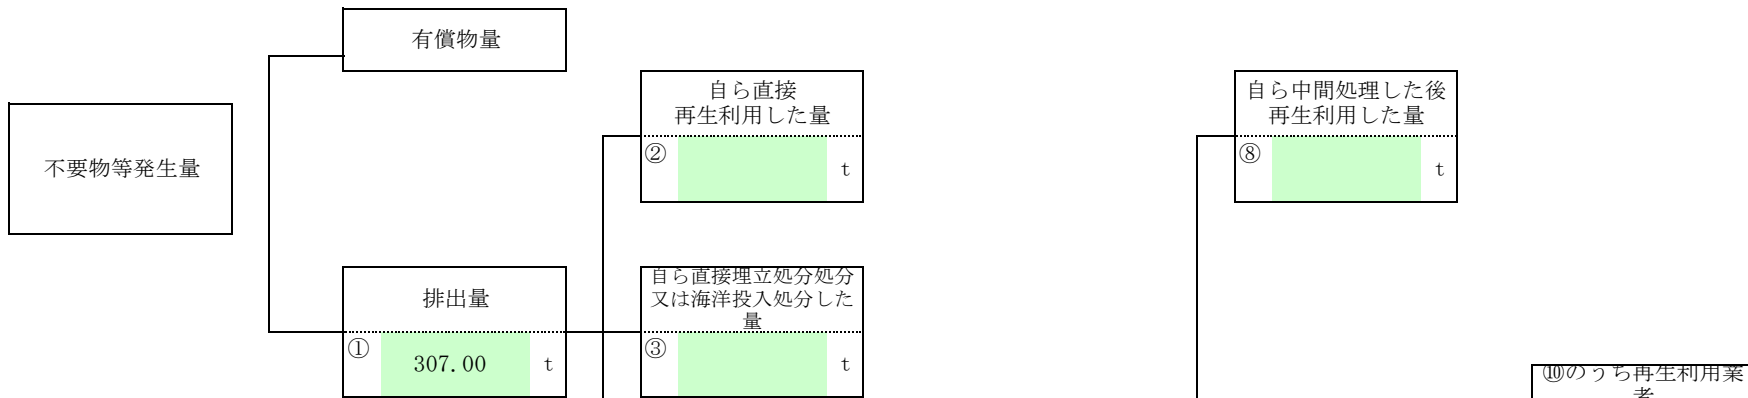 有償物量
自ら直接
再生利用した量
②
t
自ら中間処理した後
再生利用した量
⑧
t
不要物等発生量
排出量
①
307.00
t
自ら直接埋立処分処分
又は海洋投入処分した
量
③
t
⑩のうち再生利用業
者